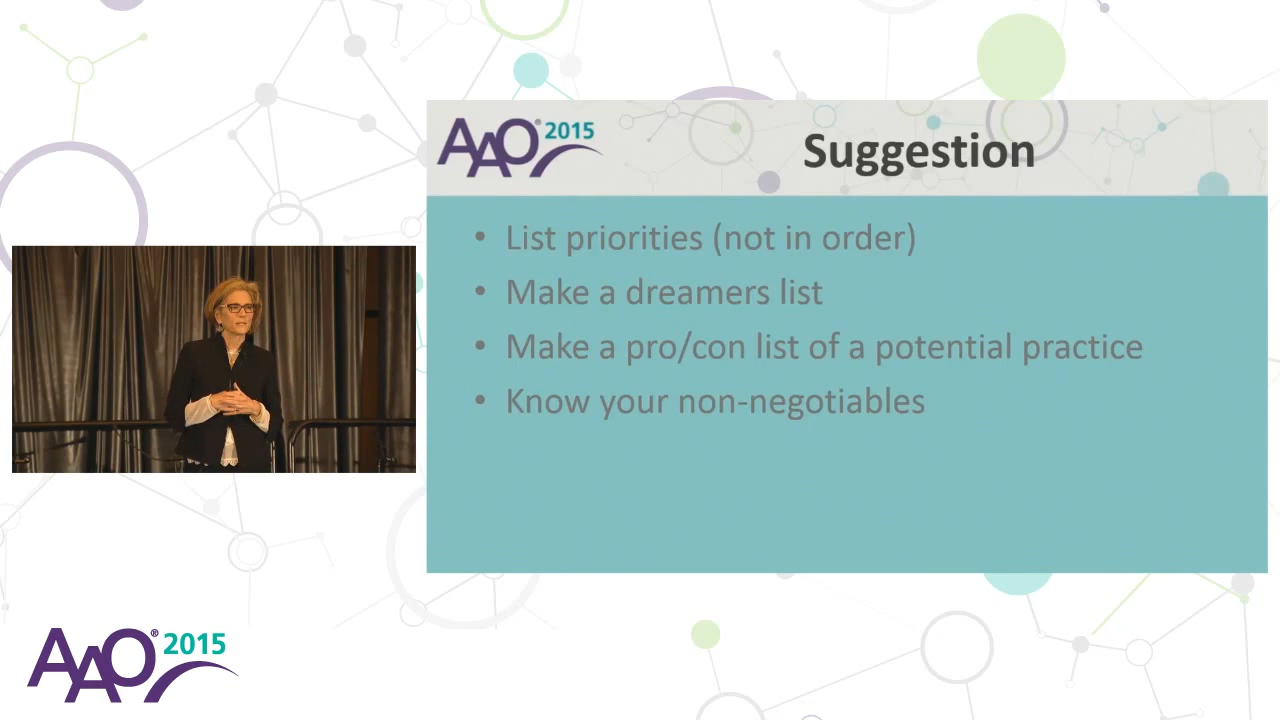 AAO® 2015
Suggestion
• List priorities (not in order)
• Make a dreamers list
• Make a pro/con list of a potential practice
• Know your non-negotiables
AAO® 2015